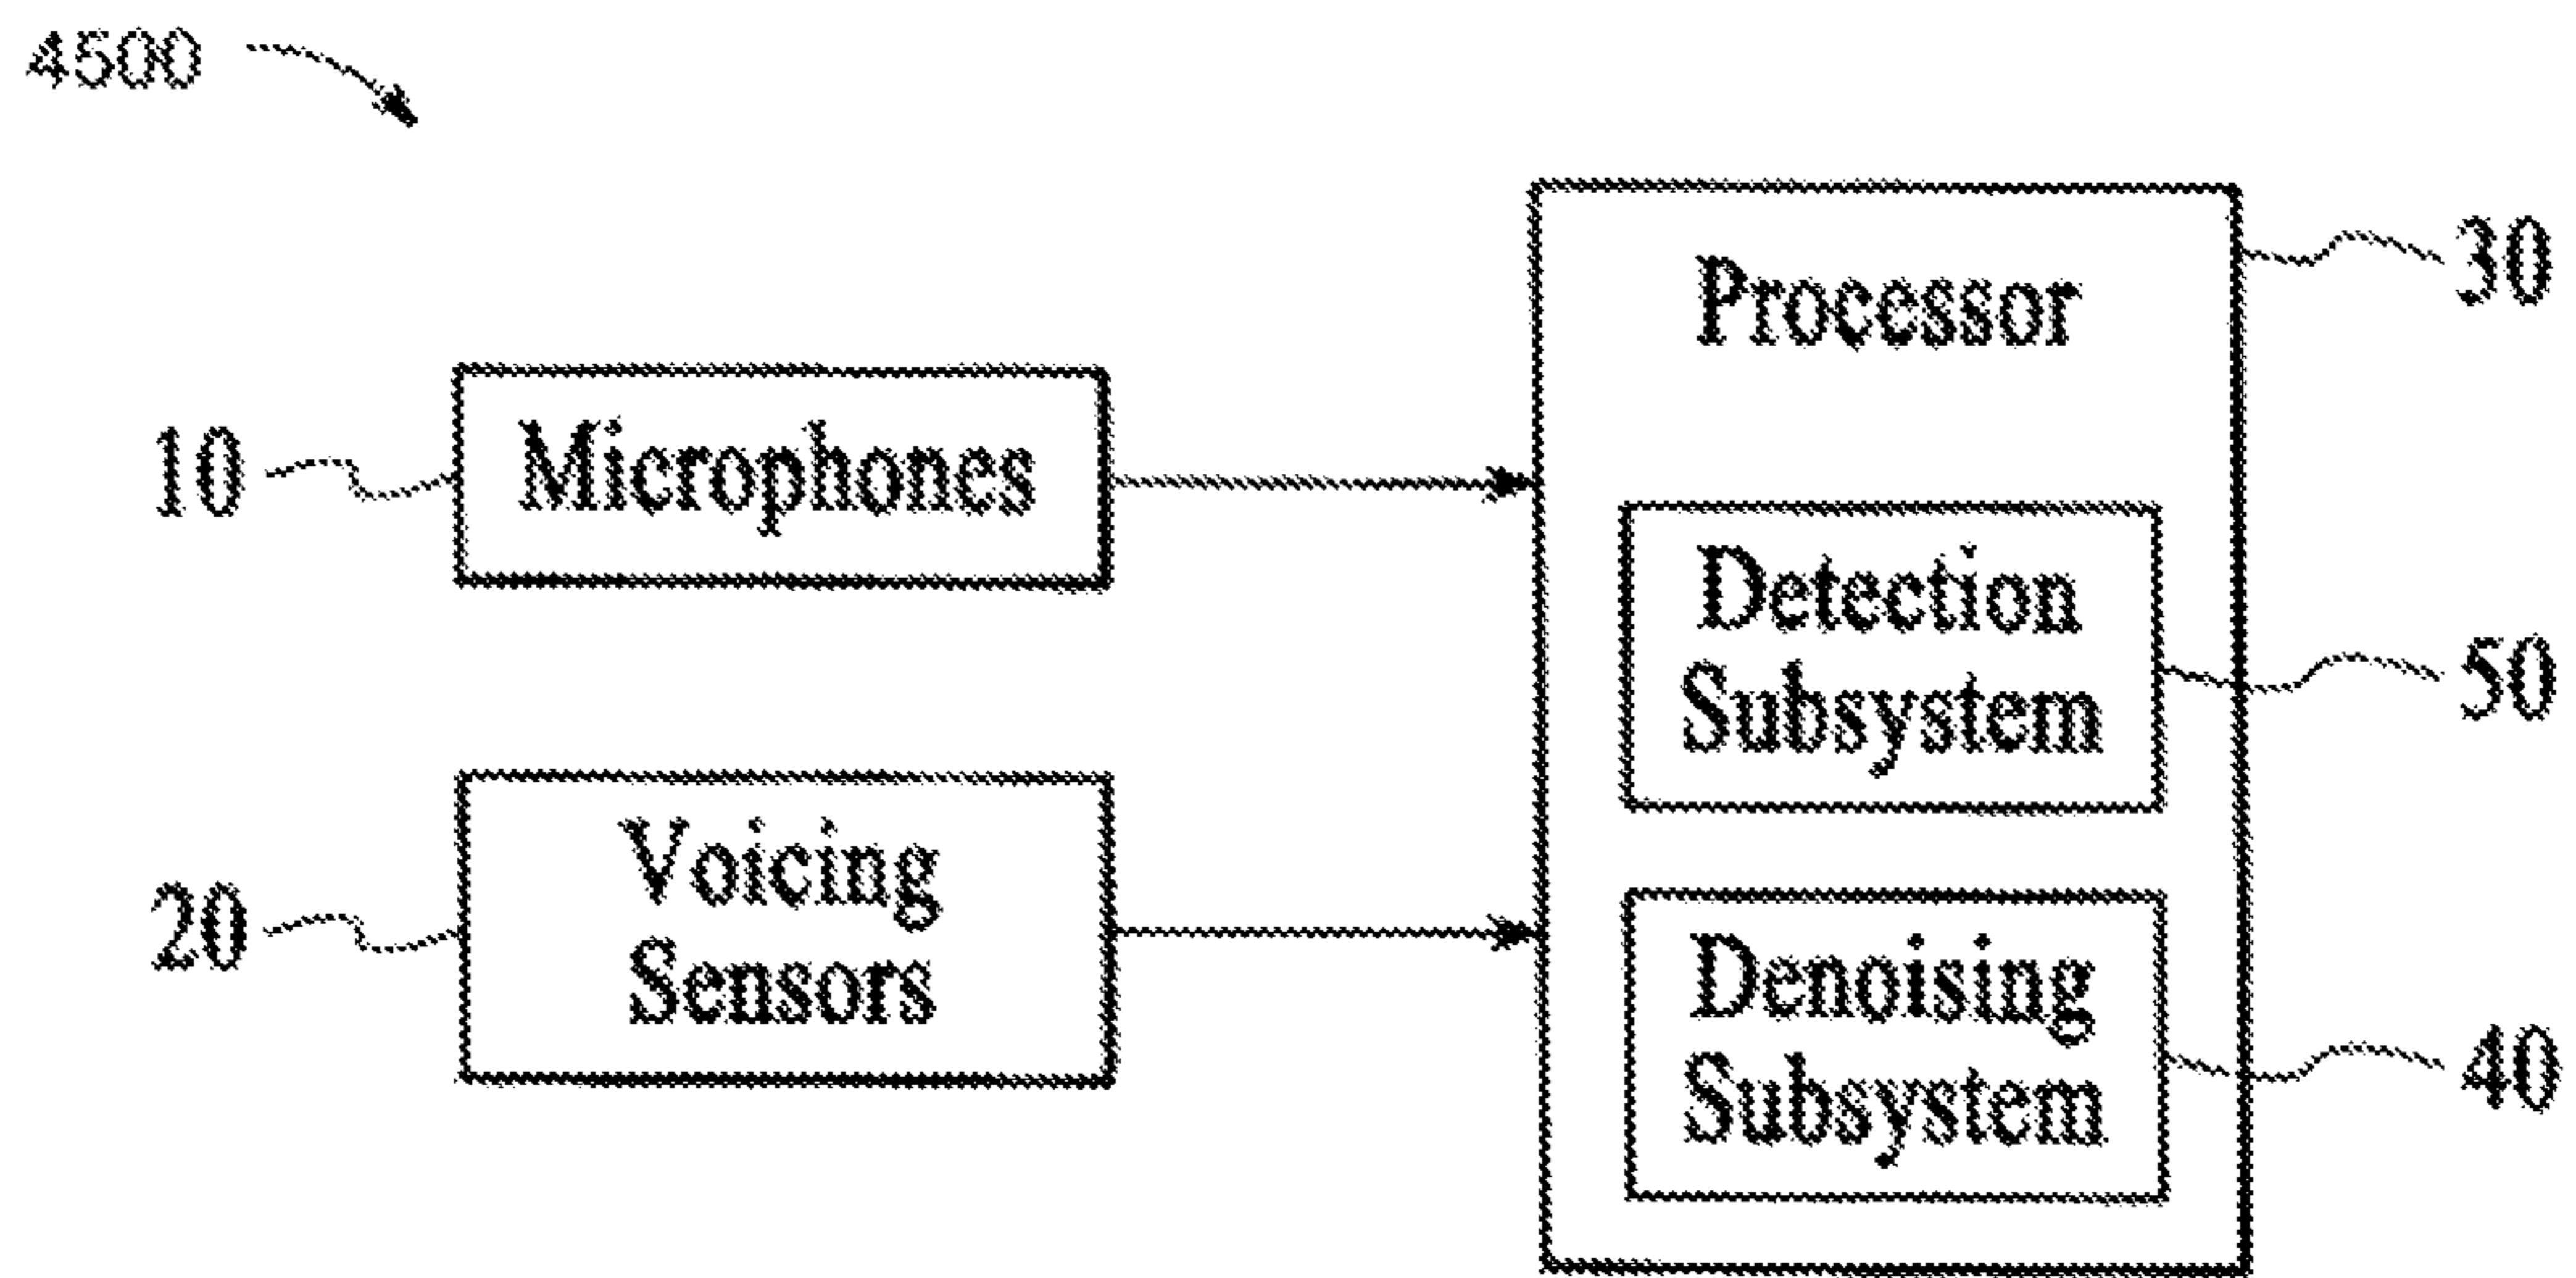 4500
Processor
30
10
Microphones
Detection
Subsystem
50
Voicing
Sensors
20
Denoising
Subsystem
40